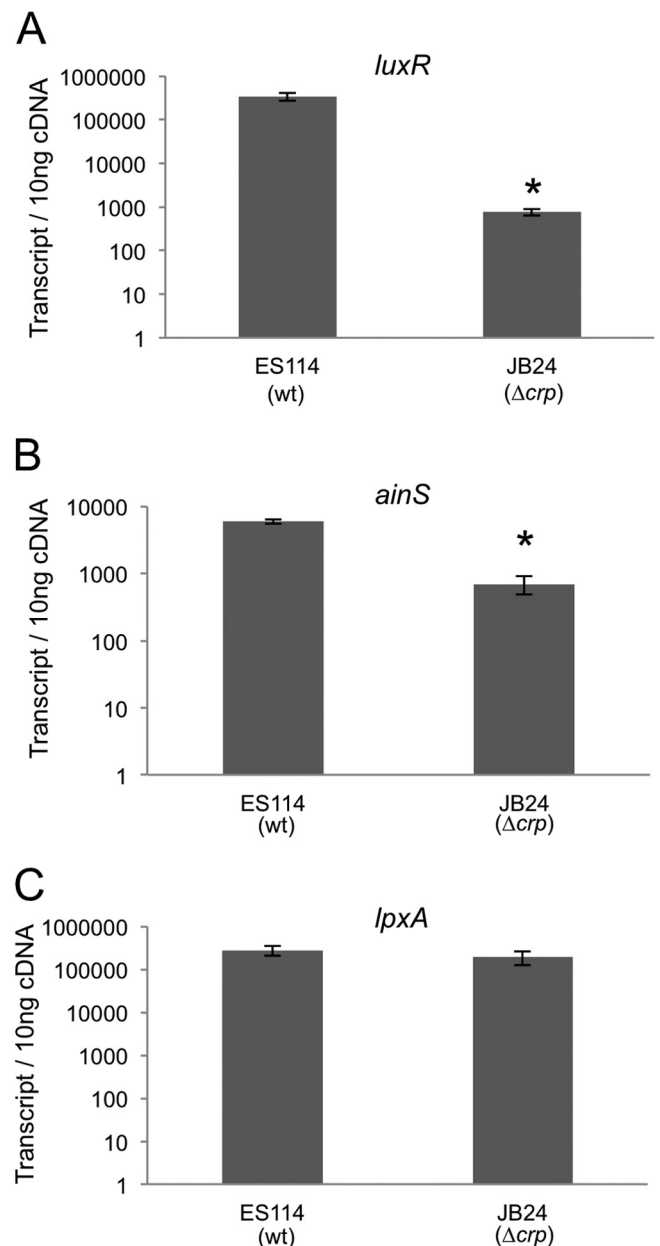 A
luxR
Transcript / 10ng cDNA
1000000
100000
10000
1000
100
10
1
*
ES114
(wt)
JB24
(Δcrp)
B
ainS
Transcript / 10ng cDNA
10000
1000
100
10
1
*
ES114
(wt)
JB24
(Δcrp)
C
lpxA
Transcript / 10ng cDNA
1000000
100000
10000
1000
100
10
1
ES114
(wt)
JB24
(Δcrp)